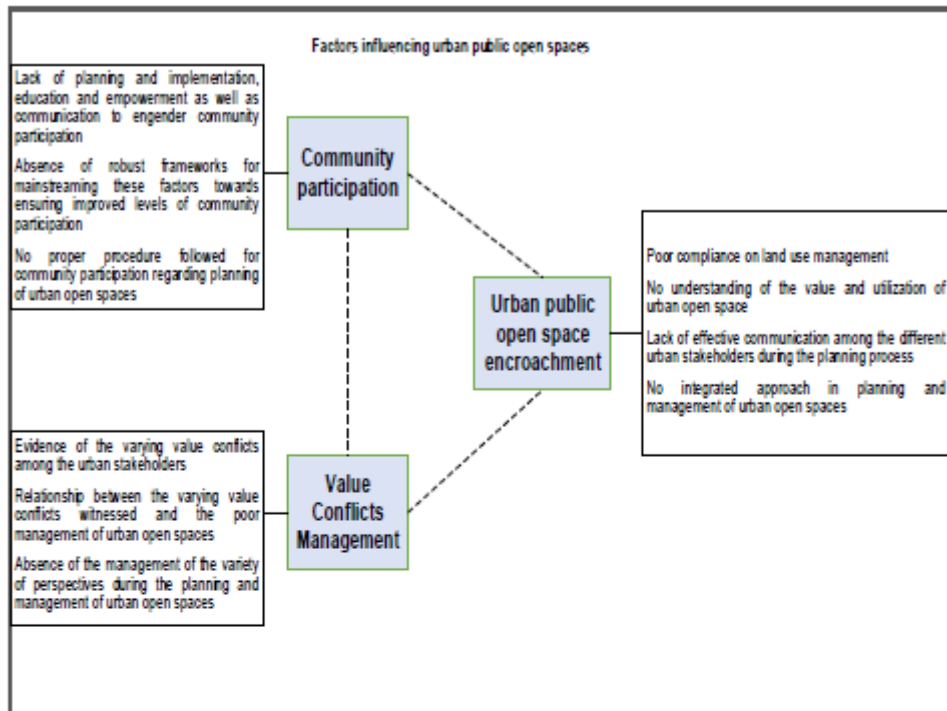 Factors influencing urban public open spaces
Lack of planning and implementation,
education and empowerment as well as
communication to engender community
participation
Absence of robust frameworks for
mainstreaming these factors towards
ensuring improved levels of community
participation
No proper procedure followed for
community participation regarding planning
of urban open spaces
Community
participation
Urban public
open space
encroachment
Poor compliance on land use management
No understanding of the value and utilization of
urban open space
Lack of effective communication among the different
urban stakeholders during the planning process
No integrated approach in planning and
management of urban open spaces
Evidence of the varying value conflicts
among the urban stakeholders
Relationship between the varying value
conflicts witnessed and the poor
management of urban open spaces
Absence of the management of the variety
of perspectives during the planning and
management of urban open spaces
Value
Conflicts
Management